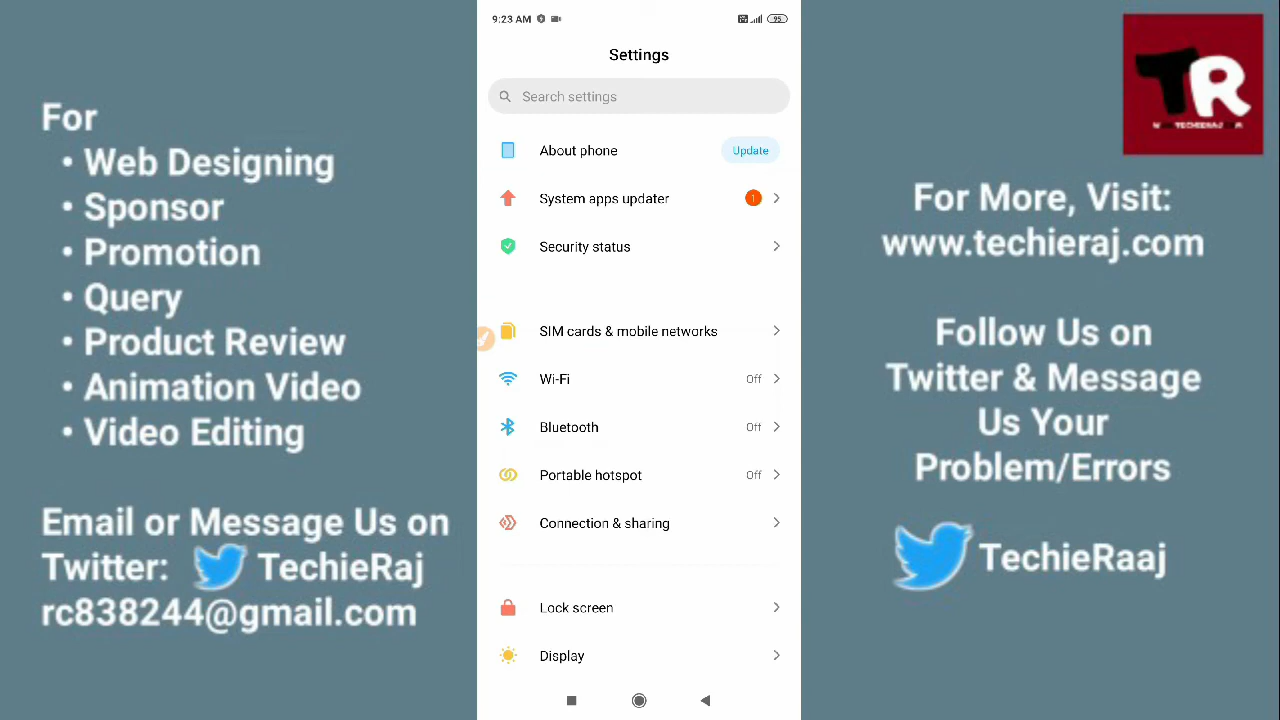 For
• Web Designing
• Sponsor
• Promotion
• Query
• Product Review
• Animation Video
• Video Editing
Email or Message Us on
Twitter: TechieRaj
rc838244@gmail.com
9:23 AM
95
Settings
Search settings
About phone
Update
System apps updater
1
Security status
SIM cards & mobile networks
Wi-Fi
Off
Bluetooth
Off
Portable hotspot
Off
Connection & sharing
Lock screen
Display
TR
For More, Visit:
www.techieraj.com
Follow Us on
Twitter & Message
Us Your
Problem/Errors
TechieRaaj